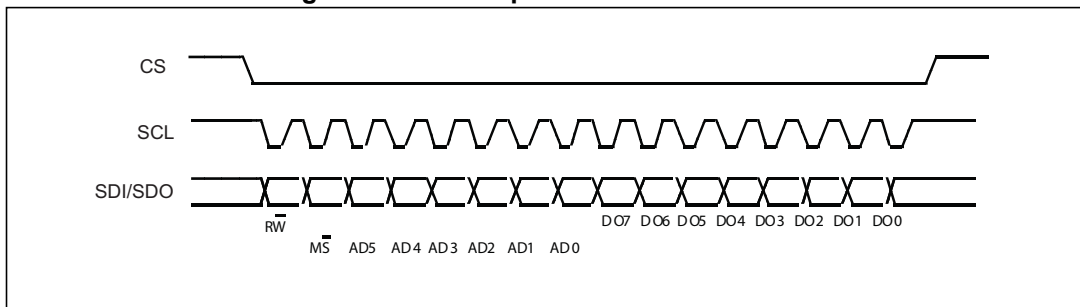 CS
SCL
SDI/SDO
RW̅
DO7 DO6 DO5 DO4 DO3 DO2 DO1 DO0
MS̅ AD5 AD4 AD3 AD2 AD1 AD0